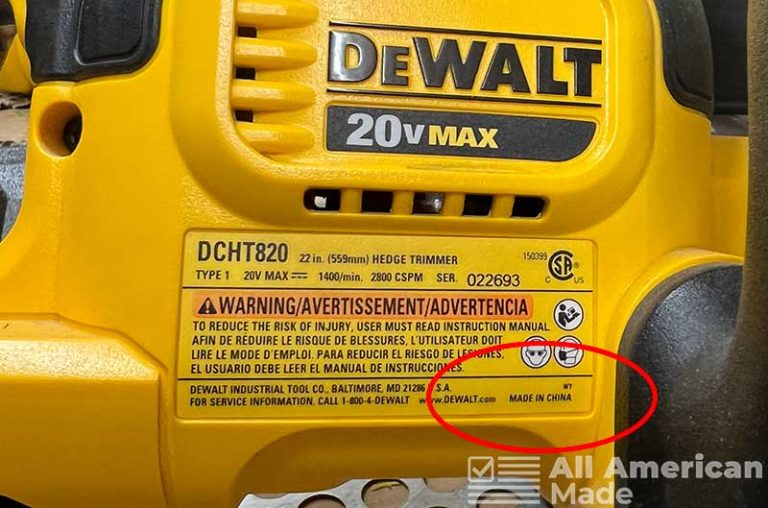 DEWALT
20V MAX
DCHT820 22 in. (559mm) HEDGE TRIMMER 150399
TYPE 1 20V MAX 1400/min. 2800 CSPM SER. 022693
CSA
C US
WARNING/AVERTISSEMENT/ADVERTENCIA
TO REDUCE THE RISK OF INJURY, USER MUST READ INSTRUCTION MANUAL.
AFIN DE RÉDUIRE LE RISQUE DE BLESSURES, L'UTILISATEUR DOIT
LIRE LE MODE D'EMPLOI. PARA REDUCIR EL RIESGO DE LESIONES,
EL USUARIO DEBE LEER EL MANUAL DE INSTRUCCIONES.
DEWALT INDUSTRIAL TOOL CO., BALTIMORE, MD 21286 U.S.A. WY
FOR SERVICE INFORMATION, CALL 1-800-4-DEWALT www.DEWALT.com MADE IN CHINA
All American
Made